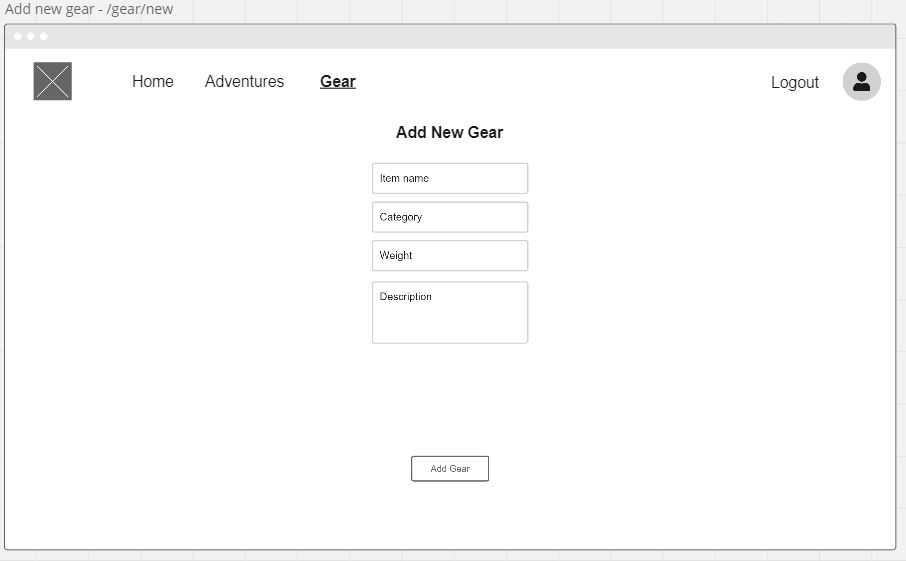 Add new gear - /gear/new
Home Adventures Gear Logout
Add New Gear
Item name
Category
Weight
Description
Add Gear